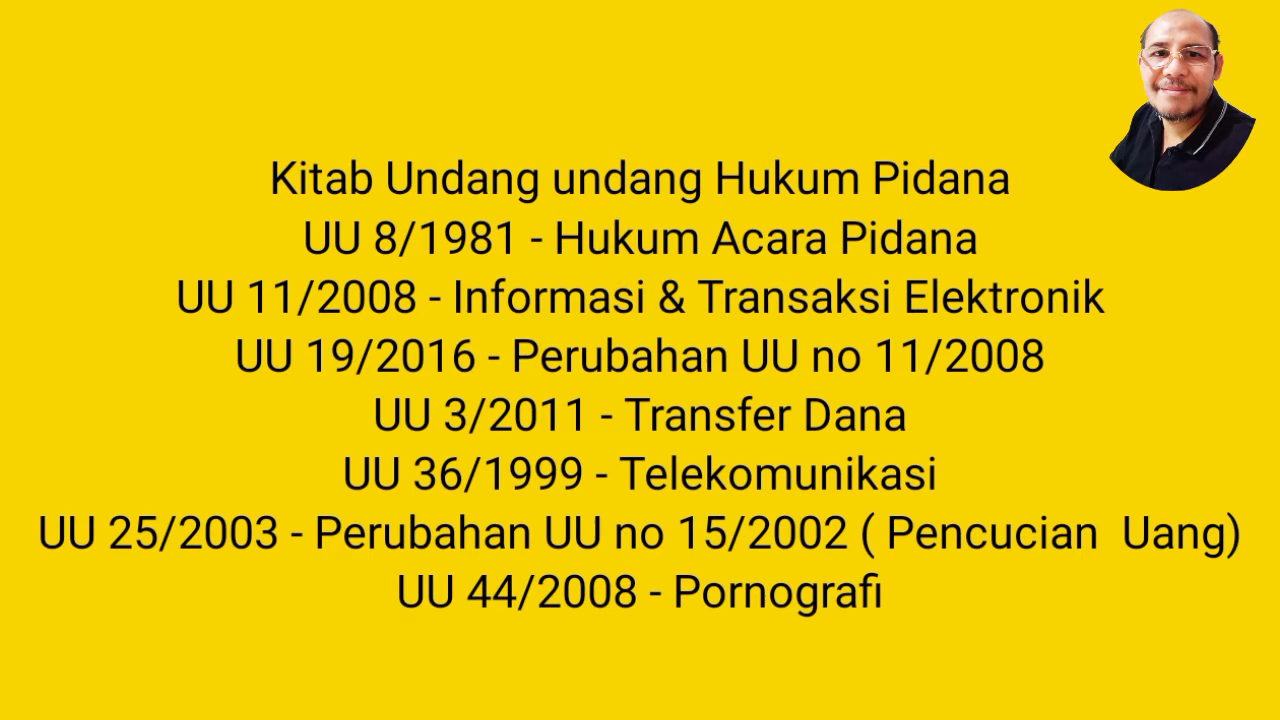 Kitab Undang undang Hukum Pidana
UU 8/1981 - Hukum Acara Pidana
UU 11/2008 - Informasi & Transaksi Elektronik
UU 19/2016 - Perubahan UU no 11/2008
UU 3/2011 - Transfer Dana
UU 36/1999 - Telekomunikasi
UU 25/2003 - Perubahan UU no 15/2002 ( Pencucian  Uang)
UU 44/2008 - Pornografi